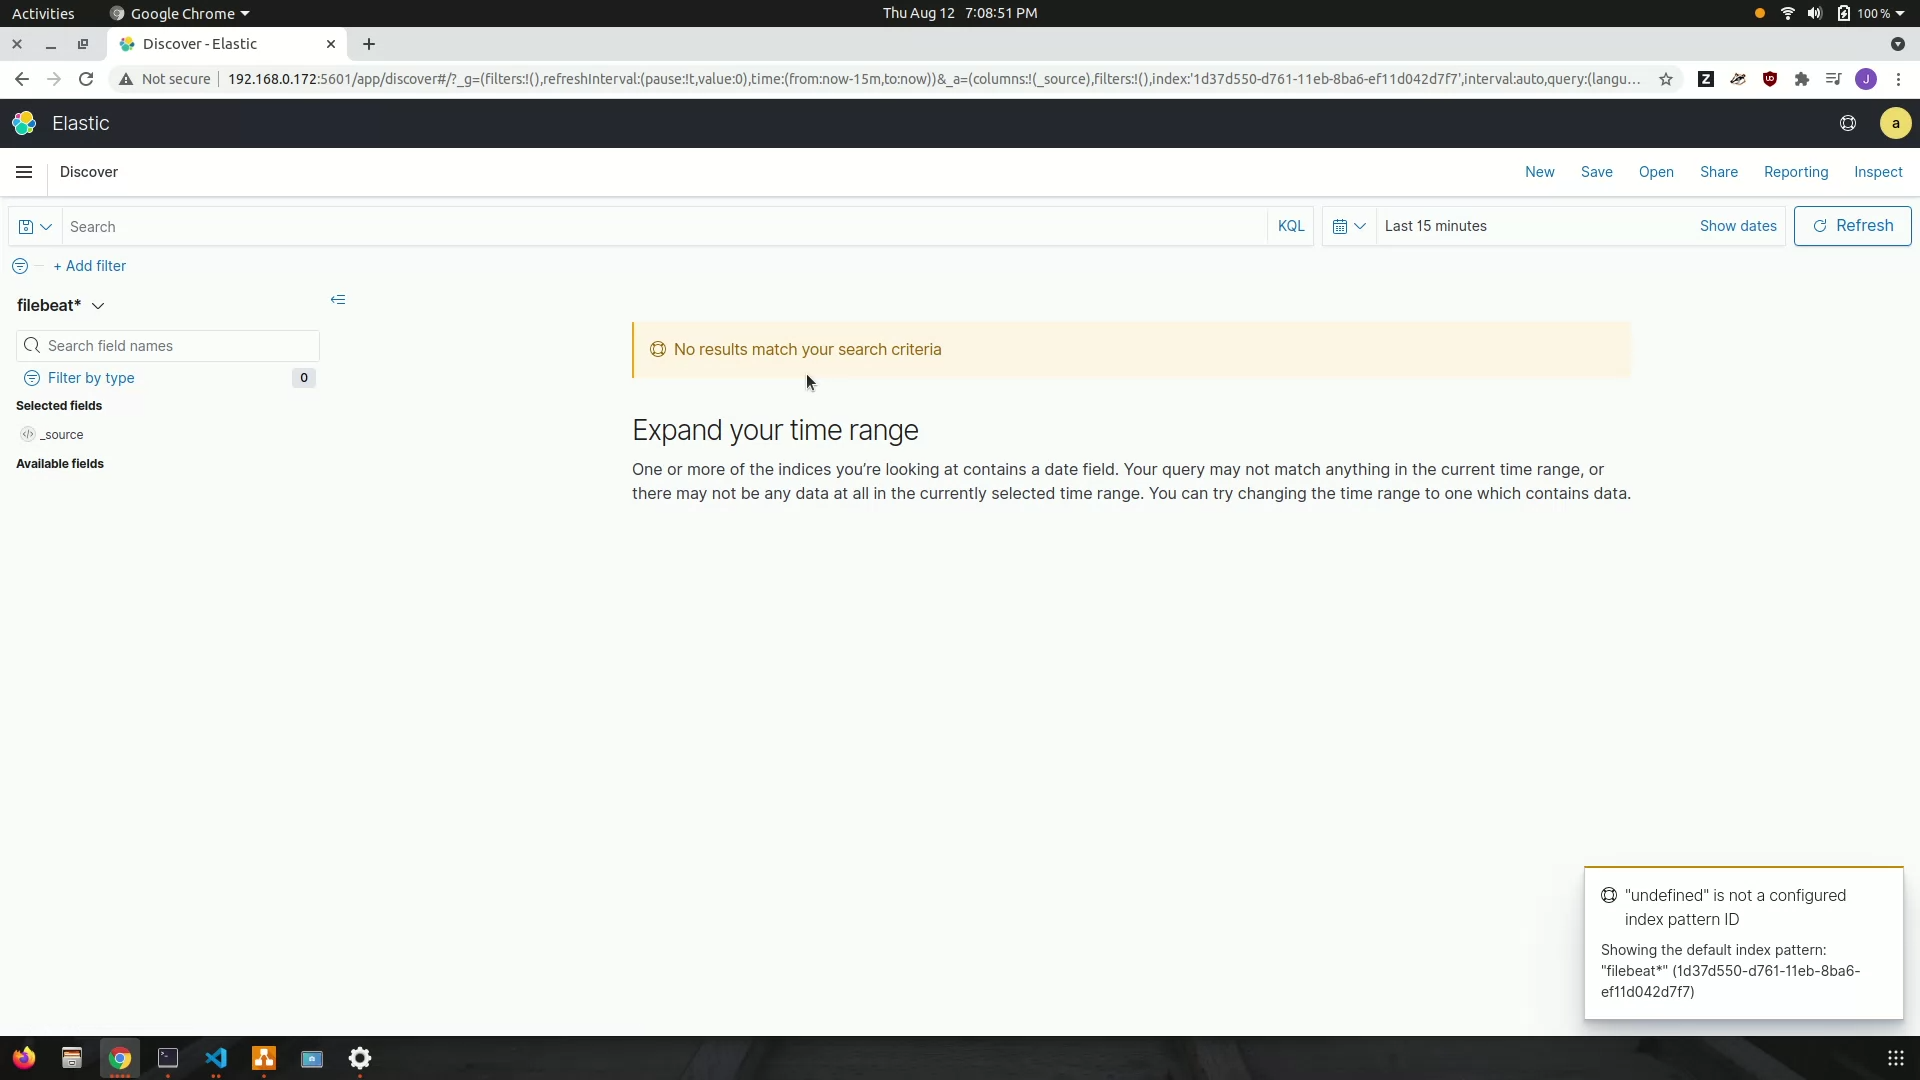 Activities
Google Chrome
Thu Aug 12 7:08:51 PM
100 %
Discover - Elastic
Not secure
192.168.0.172:5601/app/discover#/?_g=(filters:!(),refreshInterval:(pause:!t,value:0),time:(from:now-15m,to:now))&_a=(columns:!(_source),filters:!(),index:'1d37d550-d761-11eb-8ba6-ef11d042d7f7',interval:auto,query:(langu...
Z
J
Elastic
a
Discover
New
Save
Open
Share
Reporting
Inspect
Search
KQL
Last 15 minutes
Show dates
Refresh
+ Add filter
filebeat*
Search field names
Filter by type
0
Selected fields
_source
Available fields
No results match your search criteria
Expand your time range
One or more of the indices you're looking at contains a date field. Your query may not match anything in the current time range, or
there may not be any data at all in the currently selected time range. You can try changing the time range to one which contains data.
"undefined" is not a configured
index pattern ID
Showing the default index pattern:
"filebeat*" (1d37d550-d761-11eb-8ba6-
ef11d042d7f7)